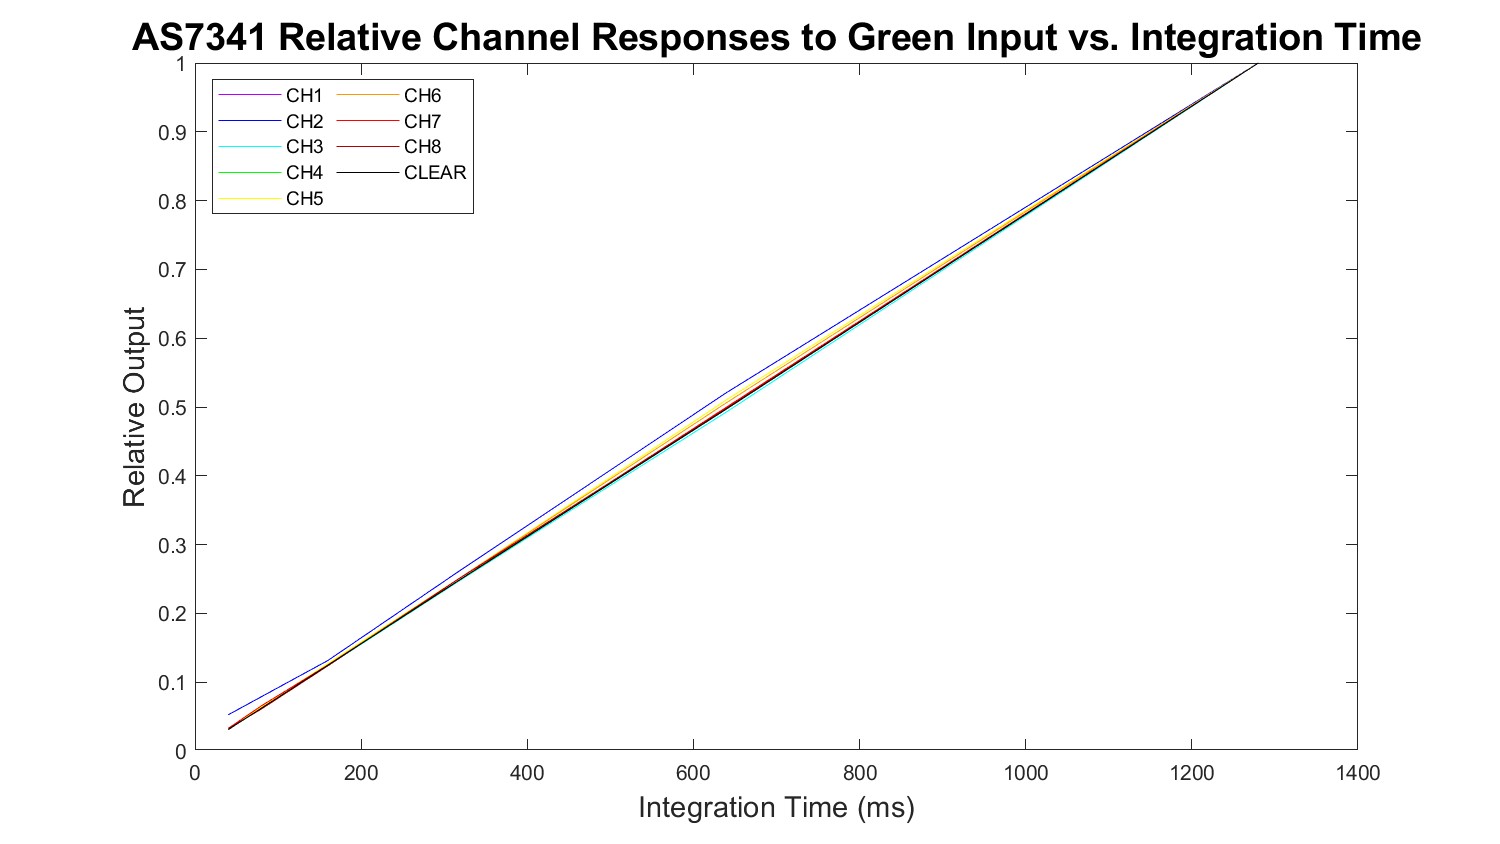 AS7341 Relative Channel Responses to Green Input vs. Integration Time
1
0.9
0.8
0.7
0.6
0.5
0.4
0.3
0.2
0.1
0
Relative Output
CH1 CH6
CH2 CH7
CH3 CH8
CH4 CLEAR
CH5
0 200 400 600 800 1000 1200 1400
Integration Time (ms)